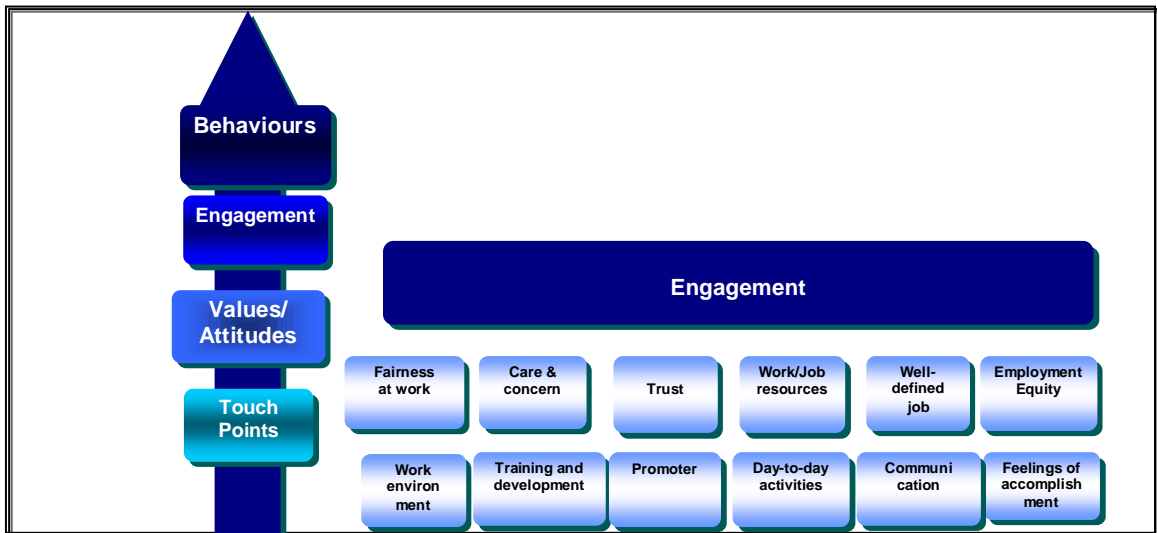 Behaviours
Engagement
Values/
Attitudes
Touch
Points
Engagement
Fairness
at work
Care &
concern
Trust
Work/Job
resources
Well-
defined
job
Employment
Equity
Work
environ
ment
Training and
development
Promoter
Day-to-day
activities
Communi
cation
Feelings of
accomplish
ment